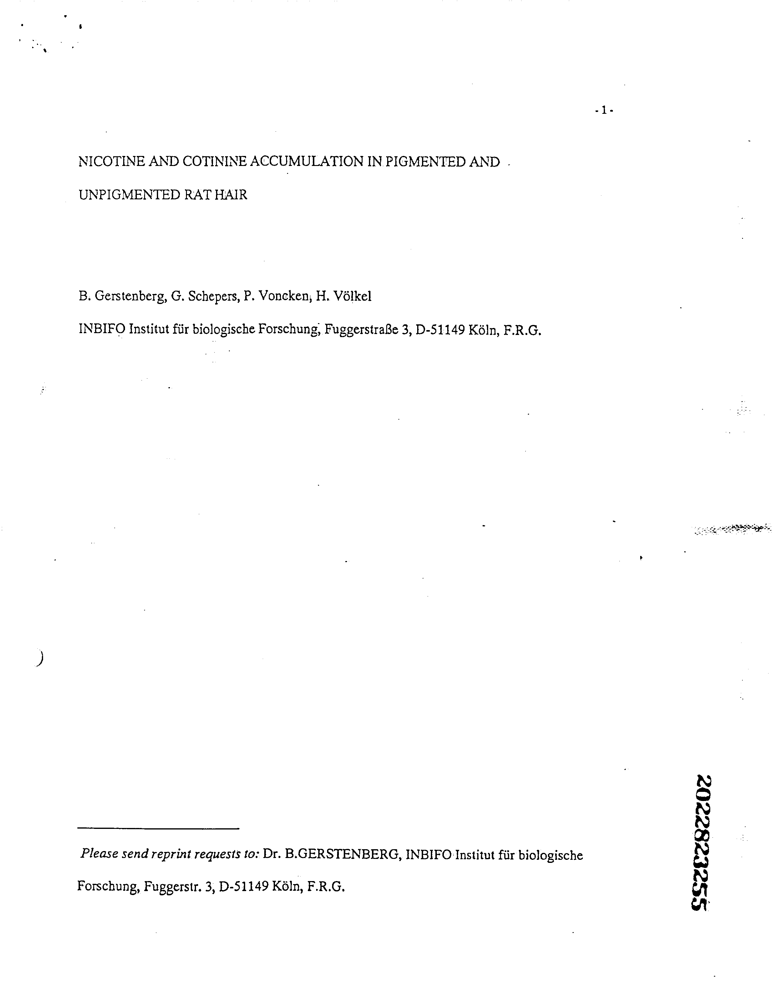 -1-
NICOTINE AND COTININE ACCUMULATION IN PIGMENTED AND
UNPIGMENTED RAT HAIR
B. Gerstenberg, G. Schepers, P. Voncken, H. Völkel
INBIFO Institut für biologische Forschung, Fuggerstraße 3, D-51149 Köln, F.R.G.
Please send reprint requests to: Dr. B.GERSTENBERG, INBIFO Institut für biologische
Forschung, Fuggerstr. 3, D-51149 Köln, F.R.G.
2022823255